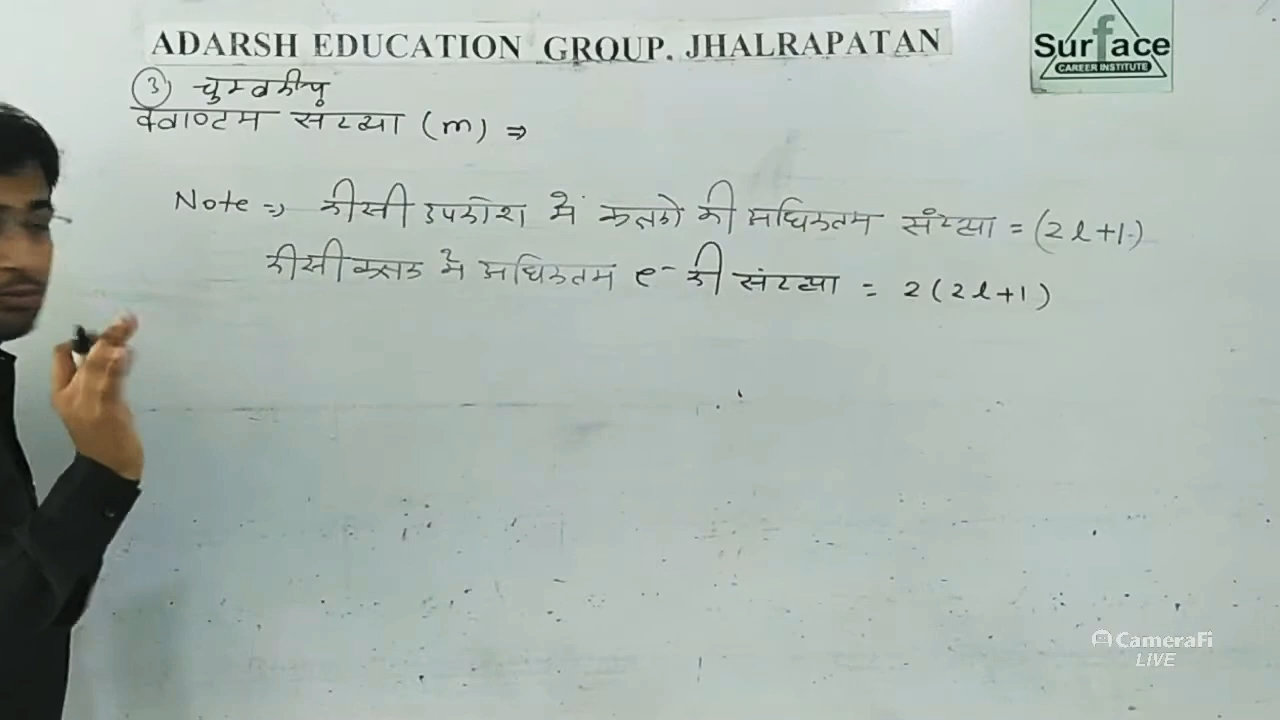 ADARSH EDUCATION GROUP. JHALRAPATAN
Surface
CAREER INSTITUTE
③ चुम्बकीय
क्वाण्टम संख्या (m) ⇒
Note ⇒ कीसी उपकोश में कक्षको की अधिकतम संख्या = (2l+1)
कीसी कक्षक मे अधिकतम e⁻ की संख्या = 2(2l+1)
CameraFi
LIVE